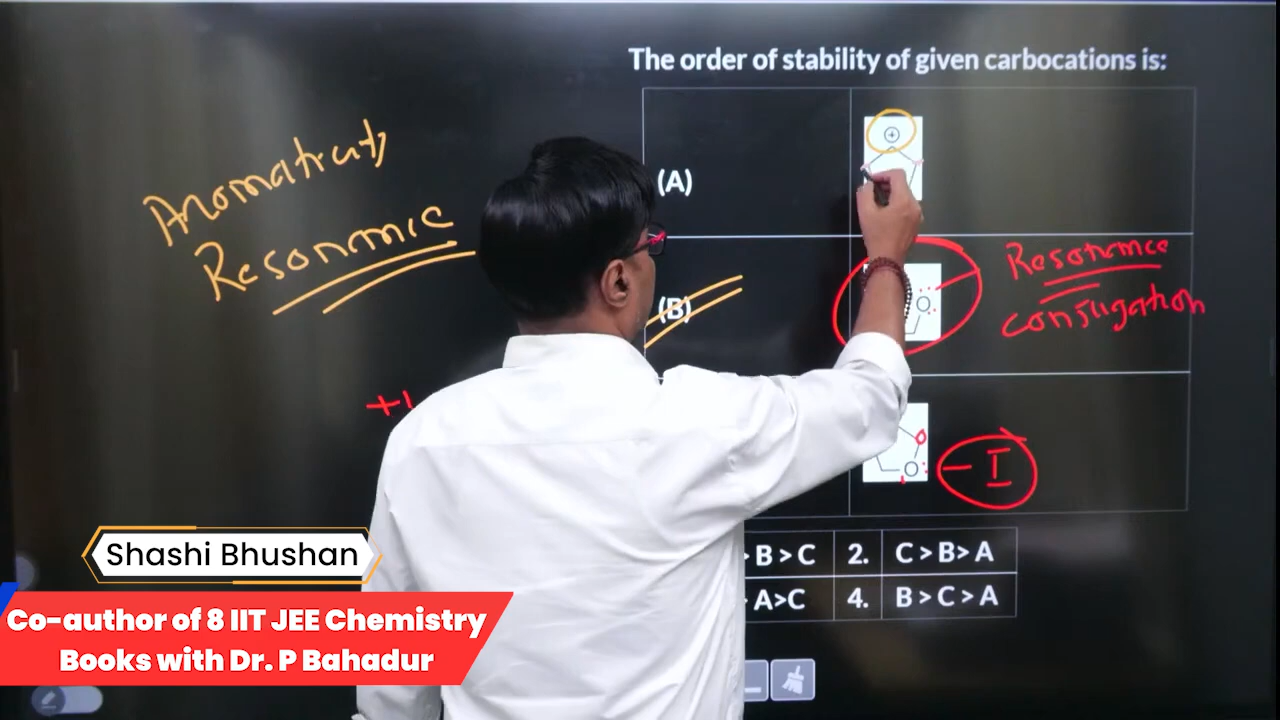 The order of stability of given carbocations is:
Aromaticity
Resonance
(A)
⊕
(B)
O
Resonance
conjugation
+I
O
- I
> B > C 2. C > B> A
> A>C 4. B > C > A
Shashi Bhushan
Co-author of 8 IIT JEE Chemistry
Books with Dr. P Bahadur